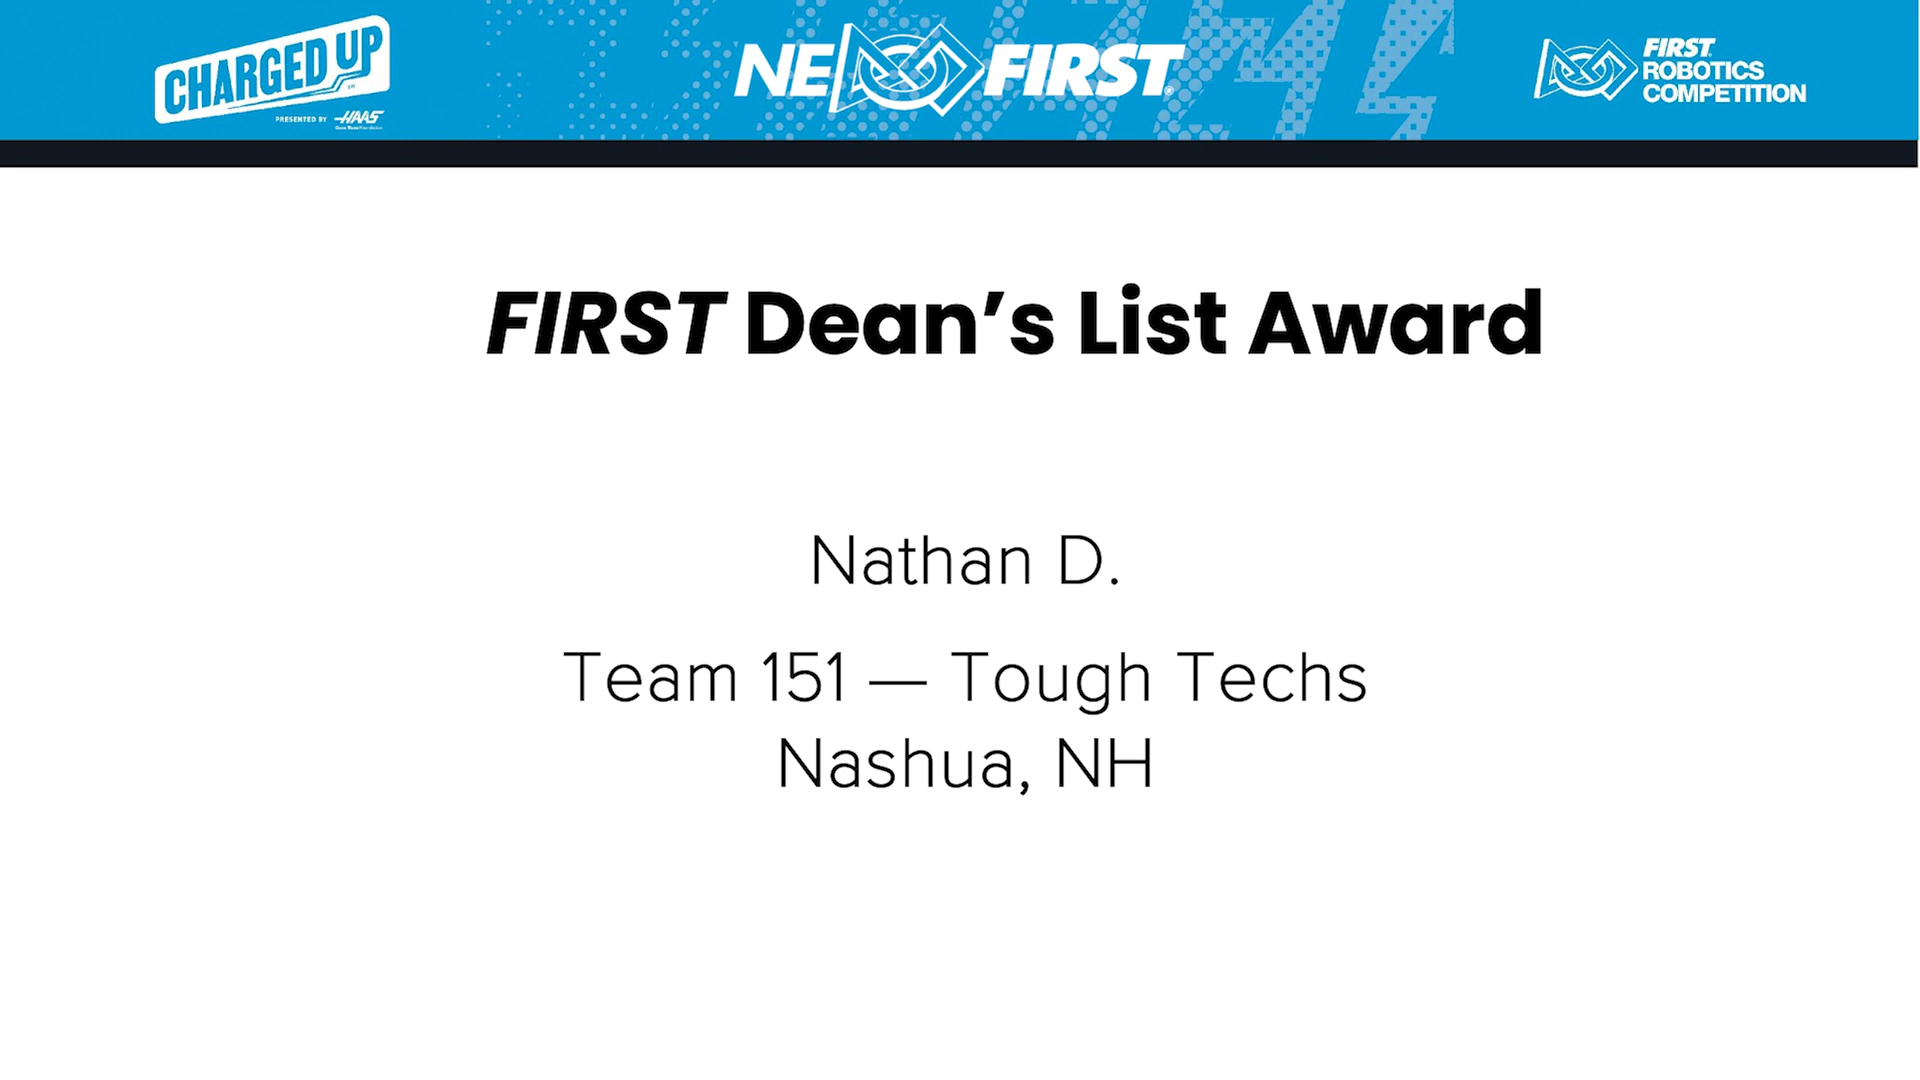 CHARGED UP
PRESENTED BY HAAS
NE FIRST
FIRST
ROBOTICS
COMPETITION
FIRST Dean’s List Award
Nathan D.
Team 151 — Tough Techs
Nashua, NH